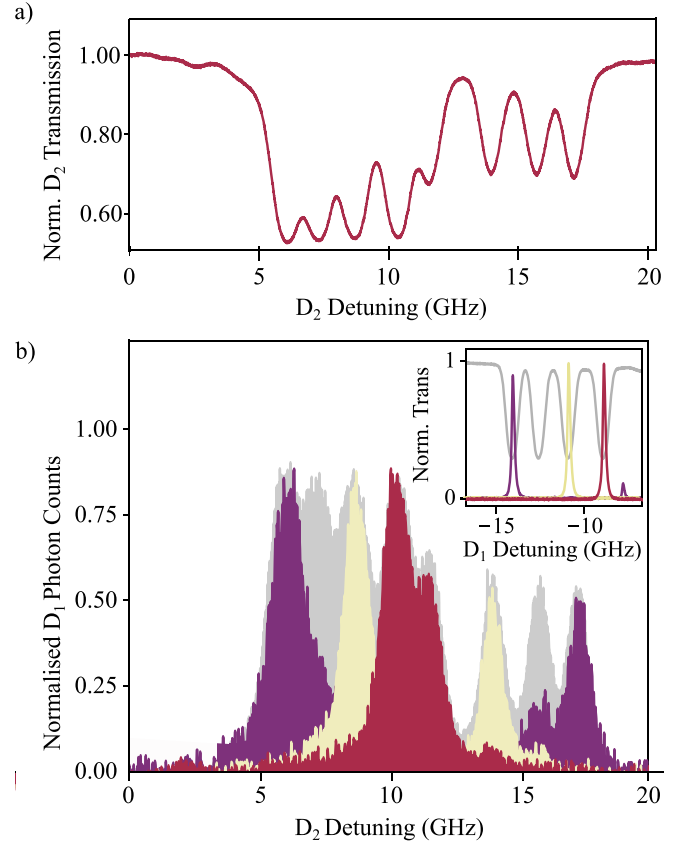 a)
Norm. D₂ Transmission
1.00
0.80
0.60
0
5
10
15
20
D₂ Detuning (GHz)
b)
Normalised D₁ Photon Counts
1.00
0.75
0.50
0.25
0.00
0
5
10
15
20
D₂ Detuning (GHz)
Norm. Trans
1
0
−15
−10
D₁ Detuning (GHz)